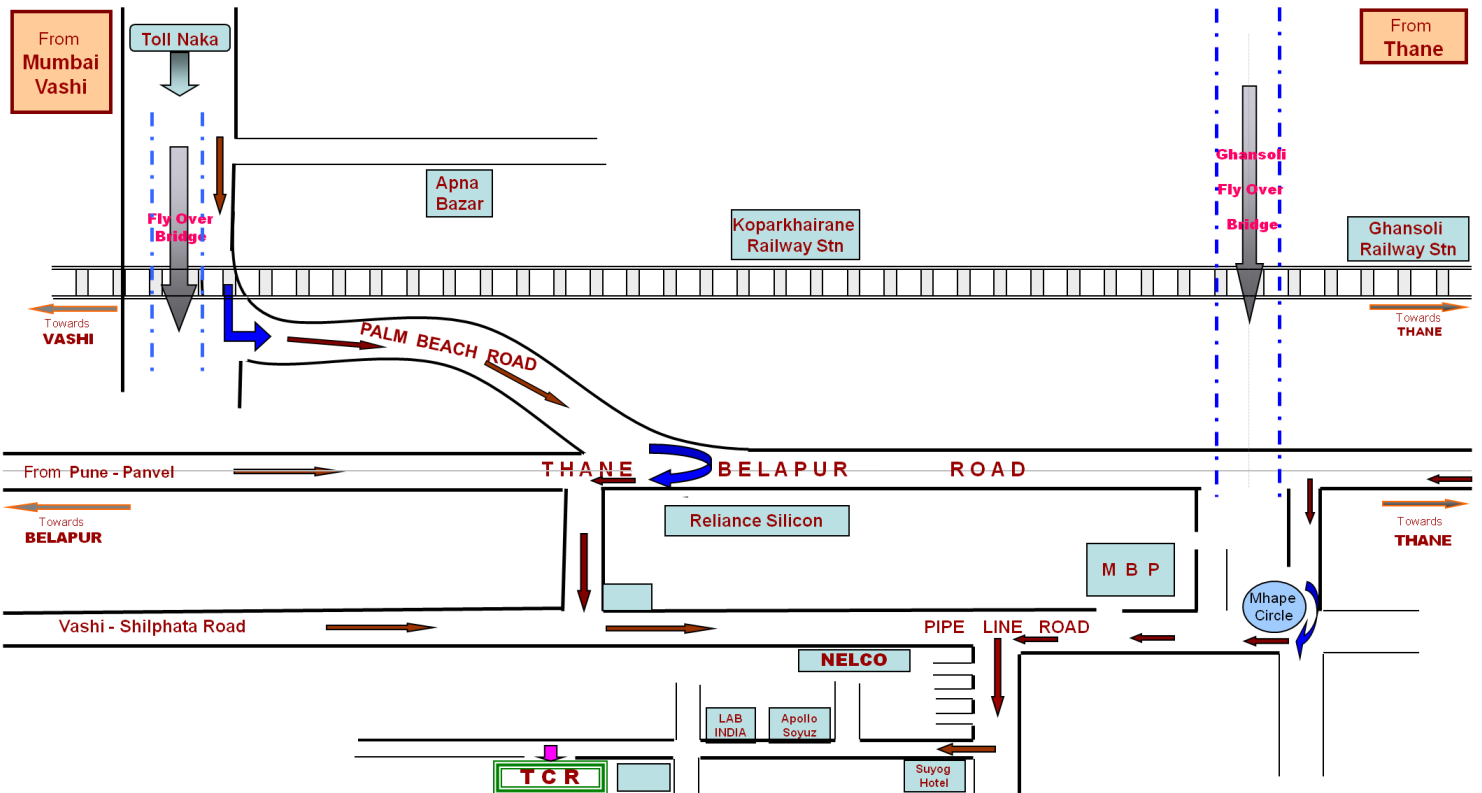 From
Mumbai
Vashi
Toll Naka
From
Thane
Apna
Bazar
Fly Over
Bridge
Koparkhairane
Railway Stn
Ghansoli
Fly Over
Bridge
Ghansoli
Railway Stn
Towards
VASHI
PALM BEACH ROAD
Towards
THANE
From Pune - Panvel
THANE BELAPUR ROAD
Towards
BELAPUR
Reliance Silicon
Towards
THANE
M B P
Mhape
Circle
Vashi - Shilphata Road
PIPE LINE ROAD
NELCO
LAB
INDIA
Apollo
Soyuz
Suyog
Hotel
T C R